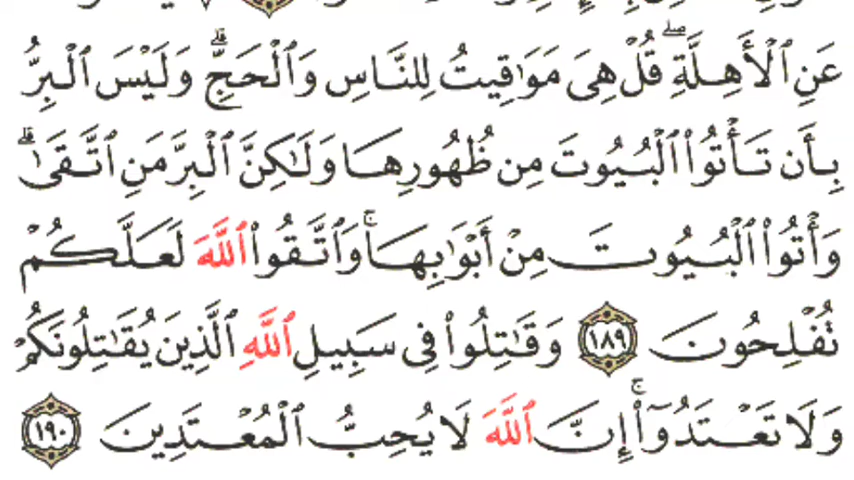 عَنِ ٱلْأَهِلَّةِۖ قُلْ هِىَ مَوَٰقِيتُ لِلنَّاسِ وَٱلْحَجِّۗ وَلَيْسَ ٱلْبِرُّ
بِأَن تَأْتُوا۟ ٱلْبُيُوتَ مِن ظُهُورِهَا وَلَٰكِنَّ ٱلْبِرَّ مَنِ ٱتَّقَىٰۗ
وَأْتُوا۟ ٱلْبُيُوتَ مِنْ أَبْوَٰبِهَاۚ وَٱتَّقُوا۟ ٱللَّهَ لَعَلَّكُمْ
تُفْلِحُونَ ١٨٩ وَقَٰتِلُوا۟ فِى سَبِيلِ ٱللَّهِ ٱلَّذِينَ يُقَٰتِلُونَكُمْ
وَلَا تَعْتَدُوٓا۟ۚ إِنَّ ٱللَّهَ لَا يُحِبُّ ٱلْمُعْتَدِينَ ١٩٠